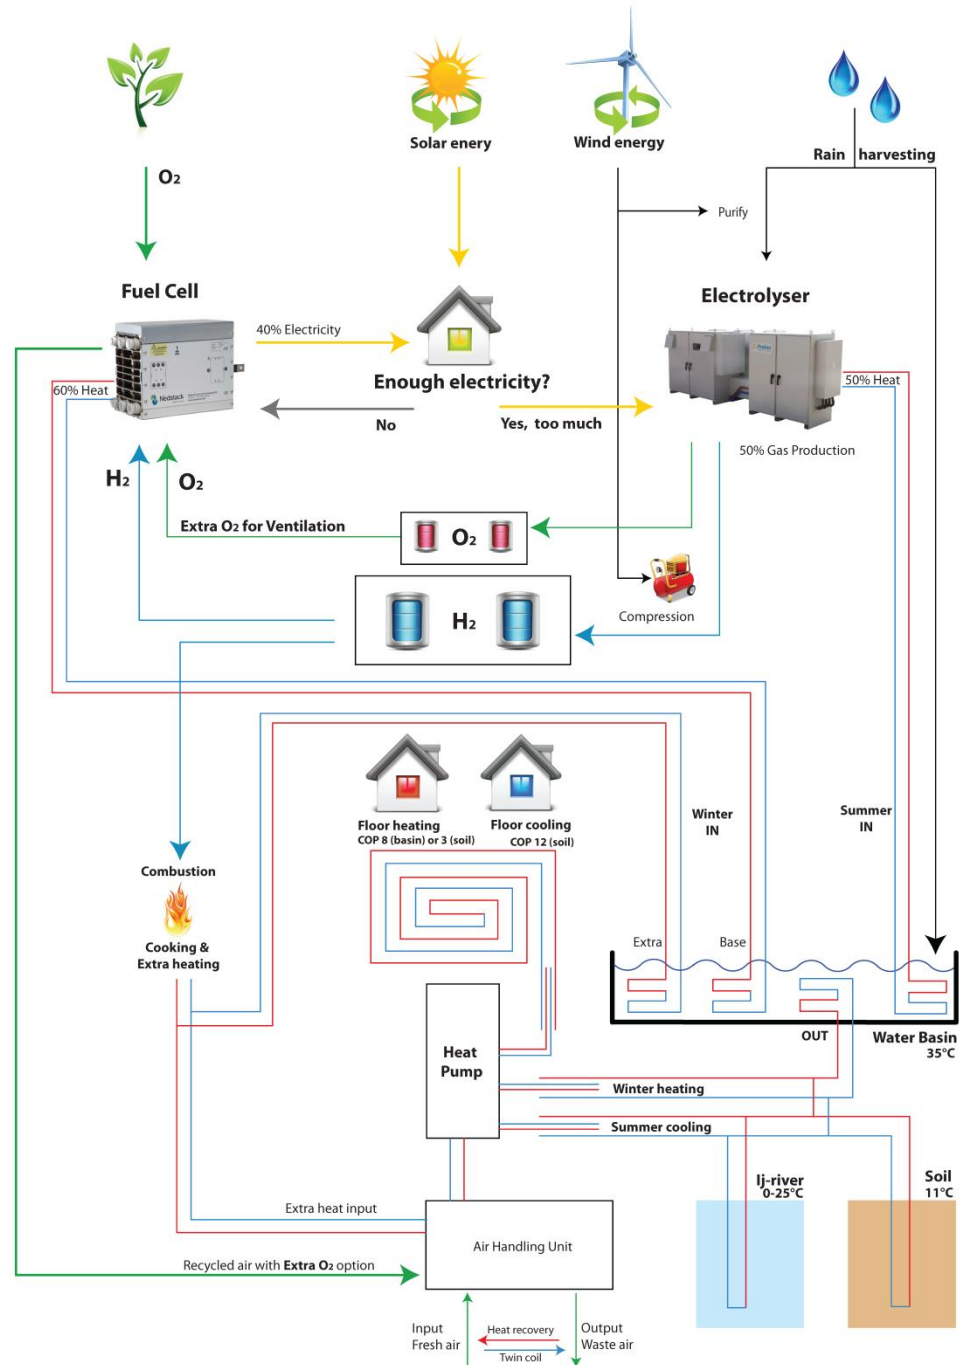 Solar enery
Wind energy
Rain harvesting
O2
Purify
Fuel Cell
Electrolyser
40% Electricity
60% Heat
Nedstack
Enough electricity?
50% Heat
No
Yes, too much
50% Gas Production
H2
O2
Extra O2 for Ventilation
O2
H2
Compression
Floor heating
COP 8 (basin) or 3 (soil)
Floor cooling
COP 12 (soil)
Winter
IN
Summer
IN
Combustion
Cooking &
Extra heating
Extra
Base
OUT
Water Basin
35°C
Heat
Pump
Winter heating
Summer cooling
Ij-river
0-25°C
Soil
11°C
Extra heat input
Air Handling Unit
Recycled air with Extra O2 option
Input
Fresh air
Heat recovery
Twin coil
Output
Waste air